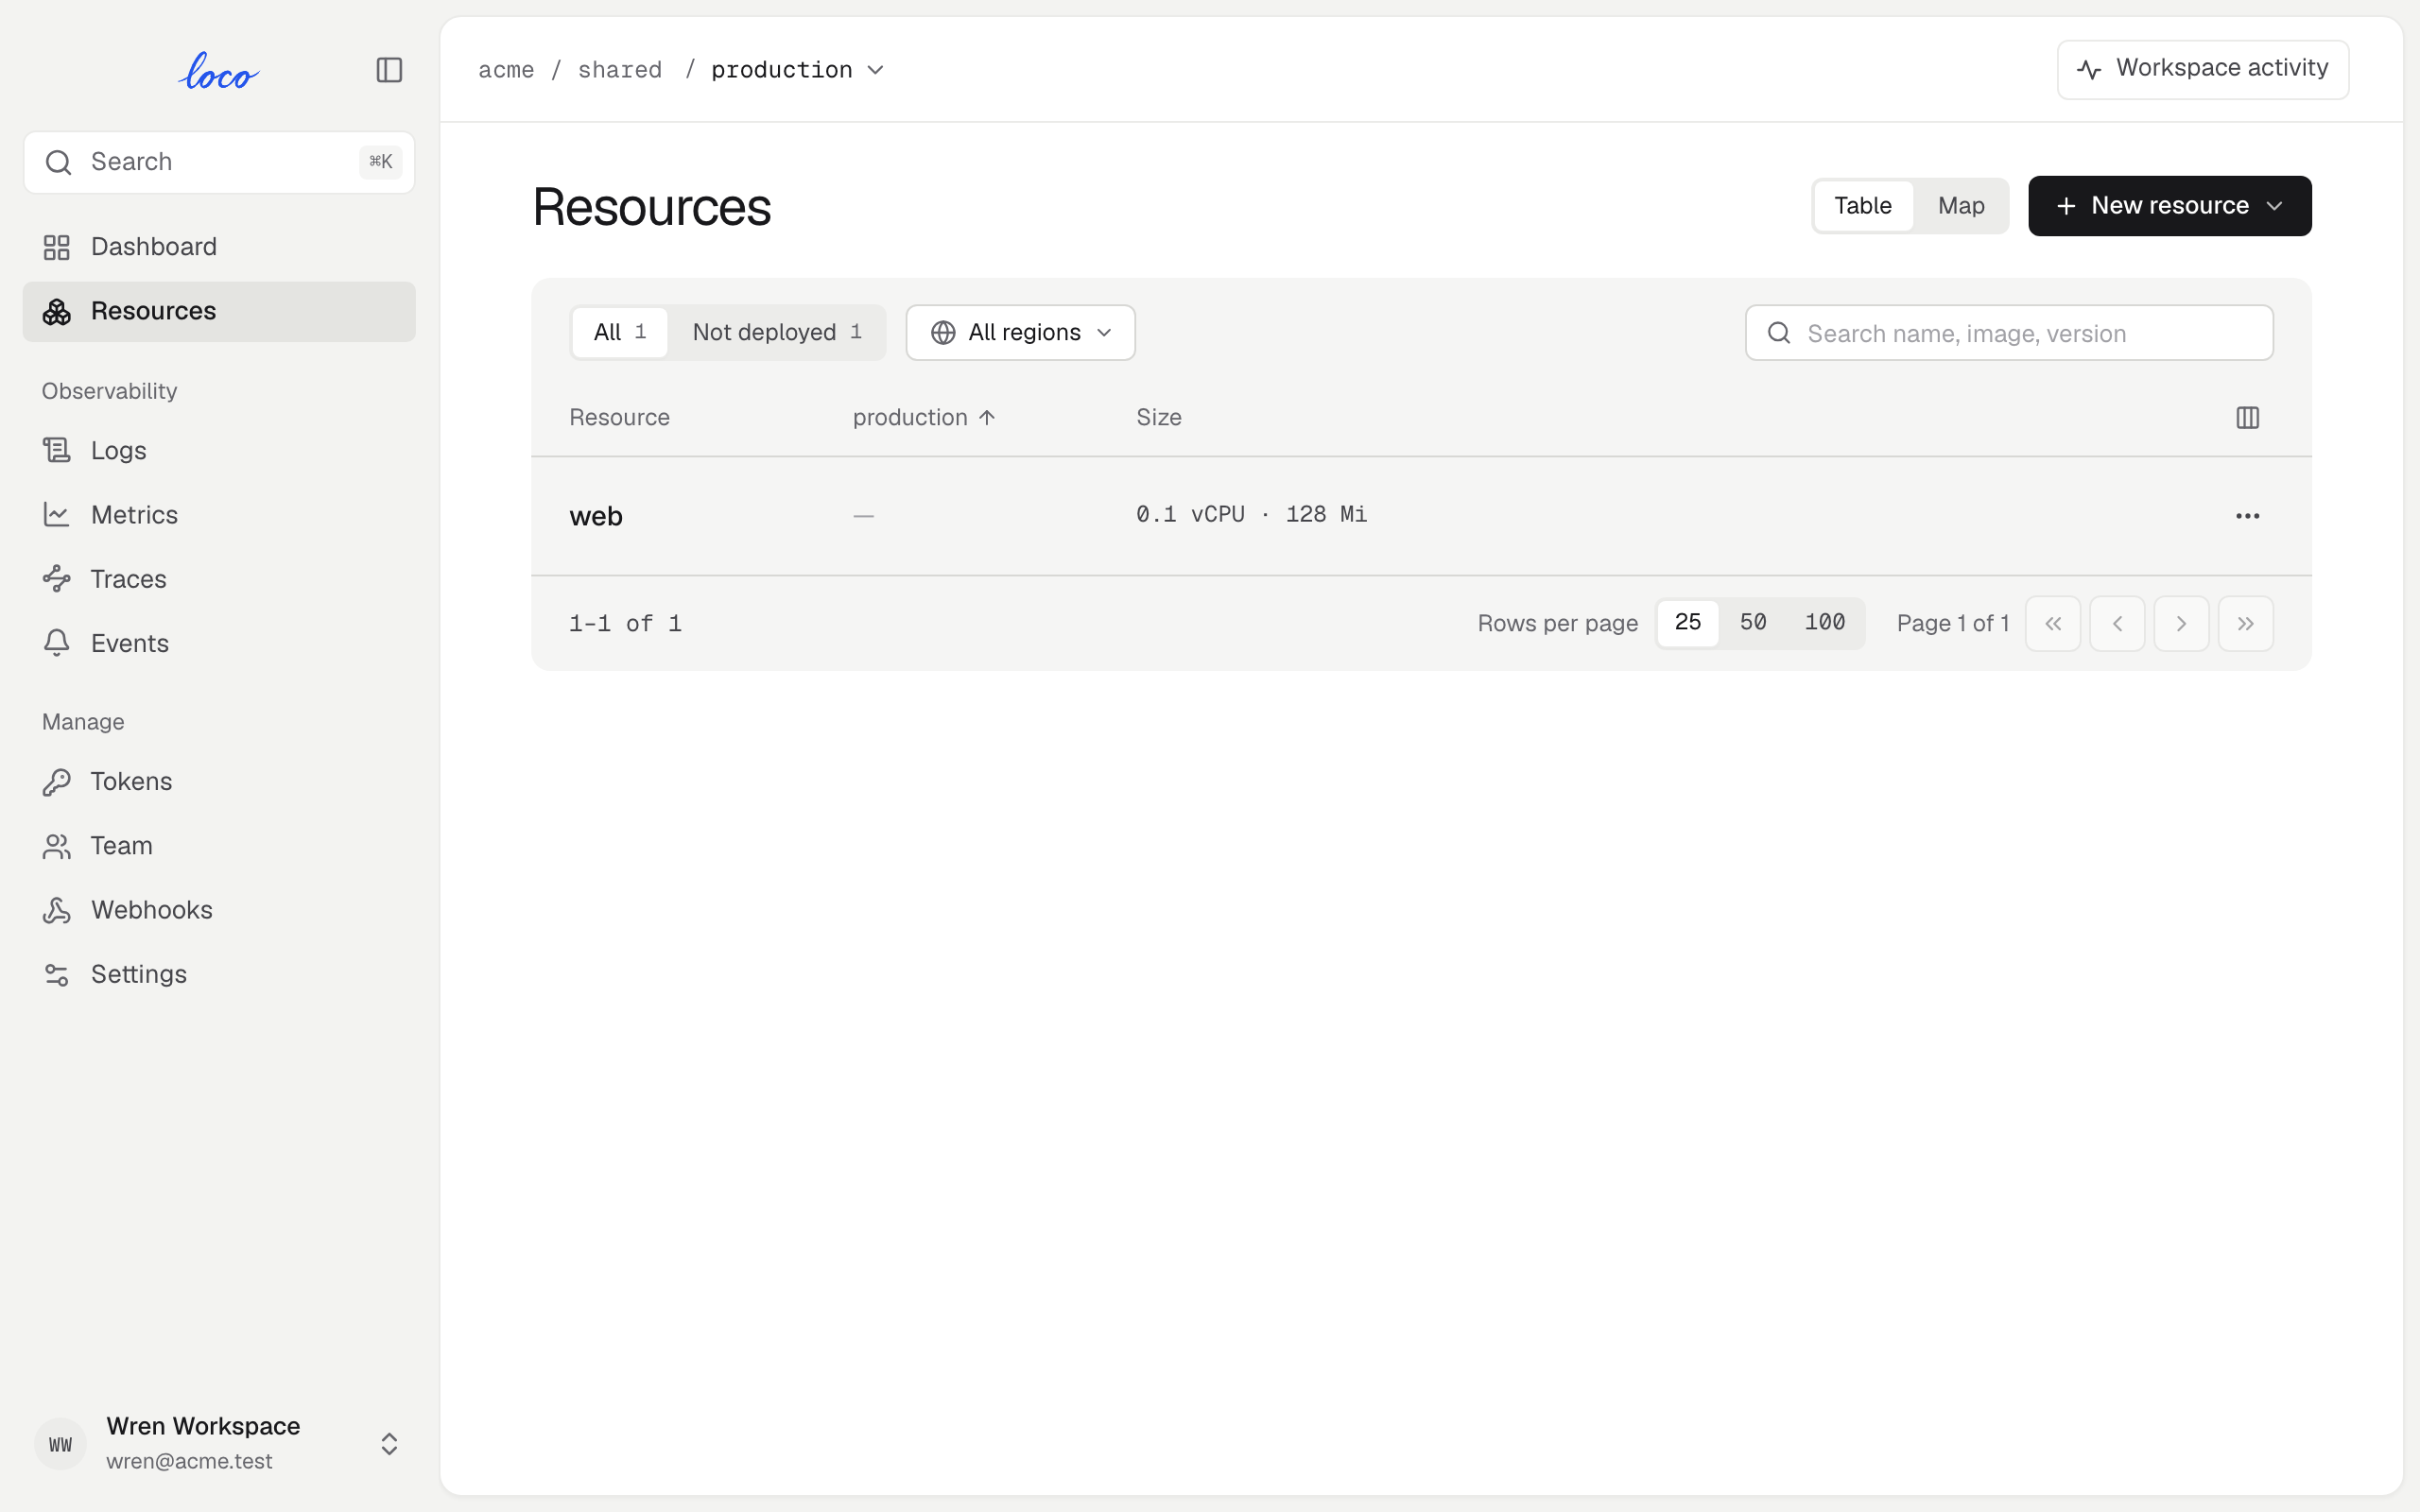 loco
Search ⌘K
Dashboard
Resources
Observability
Logs
Metrics
Traces
Events
Manage
Tokens
Team
Webhooks
Settings
WW
Wren Workspace
wren@acme.test
acme / shared / production
Workspace activity
Resources
Table Map
New resource
All 1 Not deployed 1 All regions
Search name, image, version
Resource production ↑ Size
web — 0.1 vCPU · 128 Mi
1–1 of 1
Rows per page 25 50 100 Page 1 of 1